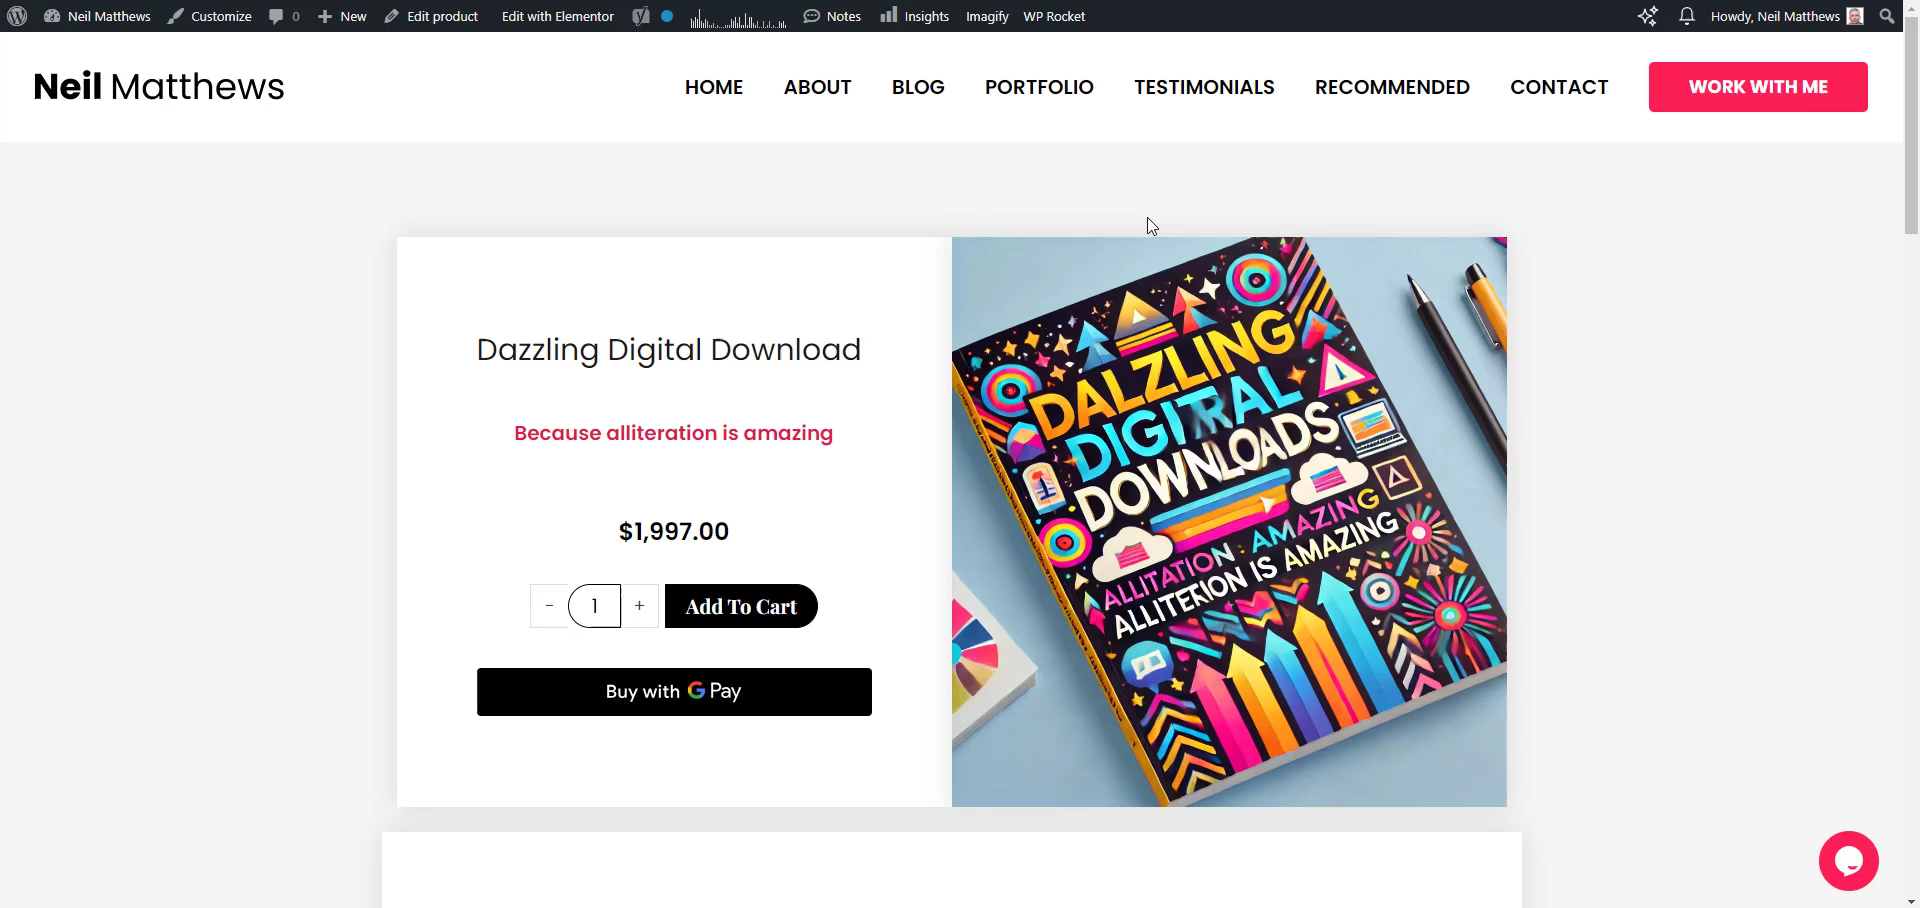 Neil Matthews Customize 0 New Edit product Edit with Elementor Notes Insights Imagify WP Rocket Howdy, Neil Matthews
Neil Matthews HOME ABOUT BLOG PORTFOLIO TESTIMONIALS RECOMMENDED CONTACT WORK WITH ME
Dazzling Digital Download
Because alliteration is amazing
$1,997.00
- 1 + Add To Cart
Buy with G Pay
DALZLING
DIGITRAL
DOWNLOADS
ALLITATION AMAZING
ALLITERION IS AMAZING